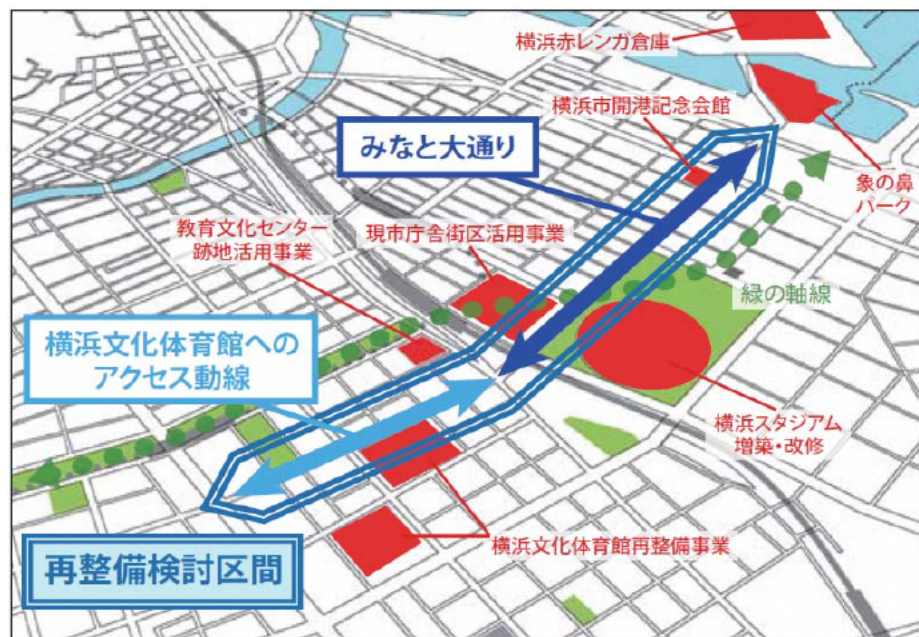 横浜赤レンガ倉庫
横浜市開港記念会館
みなと大通り
象の鼻
パーク
教育文化センター
跡地活用事業
現市庁舎街区活用事業
緑の軸線
横浜文化体育館への
アクセス動線
横浜スタジアム
増築・改修
横浜文化体育館再整備事業
再整備検討区間